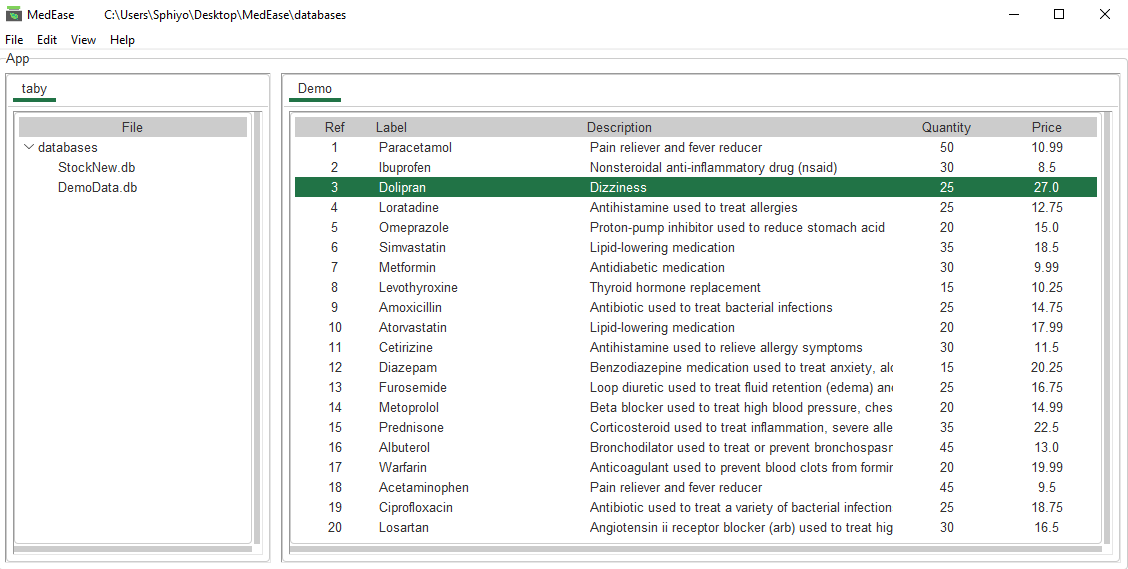 MedEase C:\Users\Sphiyo\Desktop\MedEase\databases
File Edit View Help
App
taby
File
databases
StockNew.db
DemoData.db
Demo
Ref Label Description Quantity Price
1 Paracetamol Pain reliever and fever reducer 50 10.99
2 Ibuprofen Nonsteroidal anti-inflammatory drug (nsaid) 30 8.5
3 Dolipran Dizziness 25 27.0
4 Loratadine Antihistamine used to treat allergies 25 12.75
5 Omeprazole Proton-pump inhibitor used to reduce stomach acid 20 15.0
6 Simvastatin Lipid-lowering medication 35 18.5
7 Metformin Antidiabetic medication 30 9.99
8 Levothyroxine Thyroid hormone replacement 15 10.25
9 Amoxicillin Antibiotic used to treat bacterial infections 25 14.75
10 Atorvastatin Lipid-lowering medication 20 17.99
11 Cetirizine Antihistamine used to relieve allergy symptoms 30 11.5
12 Diazepam Benzodiazepine medication used to treat anxiety, alc 15 20.25
13 Furosemide Loop diuretic used to treat fluid retention (edema) and 25 16.75
14 Metoprolol Beta blocker used to treat high blood pressure, ches 20 14.99
15 Prednisone Corticosteroid used to treat inflammation, severe alle 35 22.5
16 Albuterol Bronchodilator used to treat or prevent bronchospasm 45 13.0
17 Warfarin Anticoagulant used to prevent blood clots from formin 20 19.99
18 Acetaminophen Pain reliever and fever reducer 45 9.5
19 Ciprofloxacin Antibiotic used to treat a variety of bacterial infection 25 18.75
20 Losartan Angiotensin ii receptor blocker (arb) used to treat hig 30 16.5